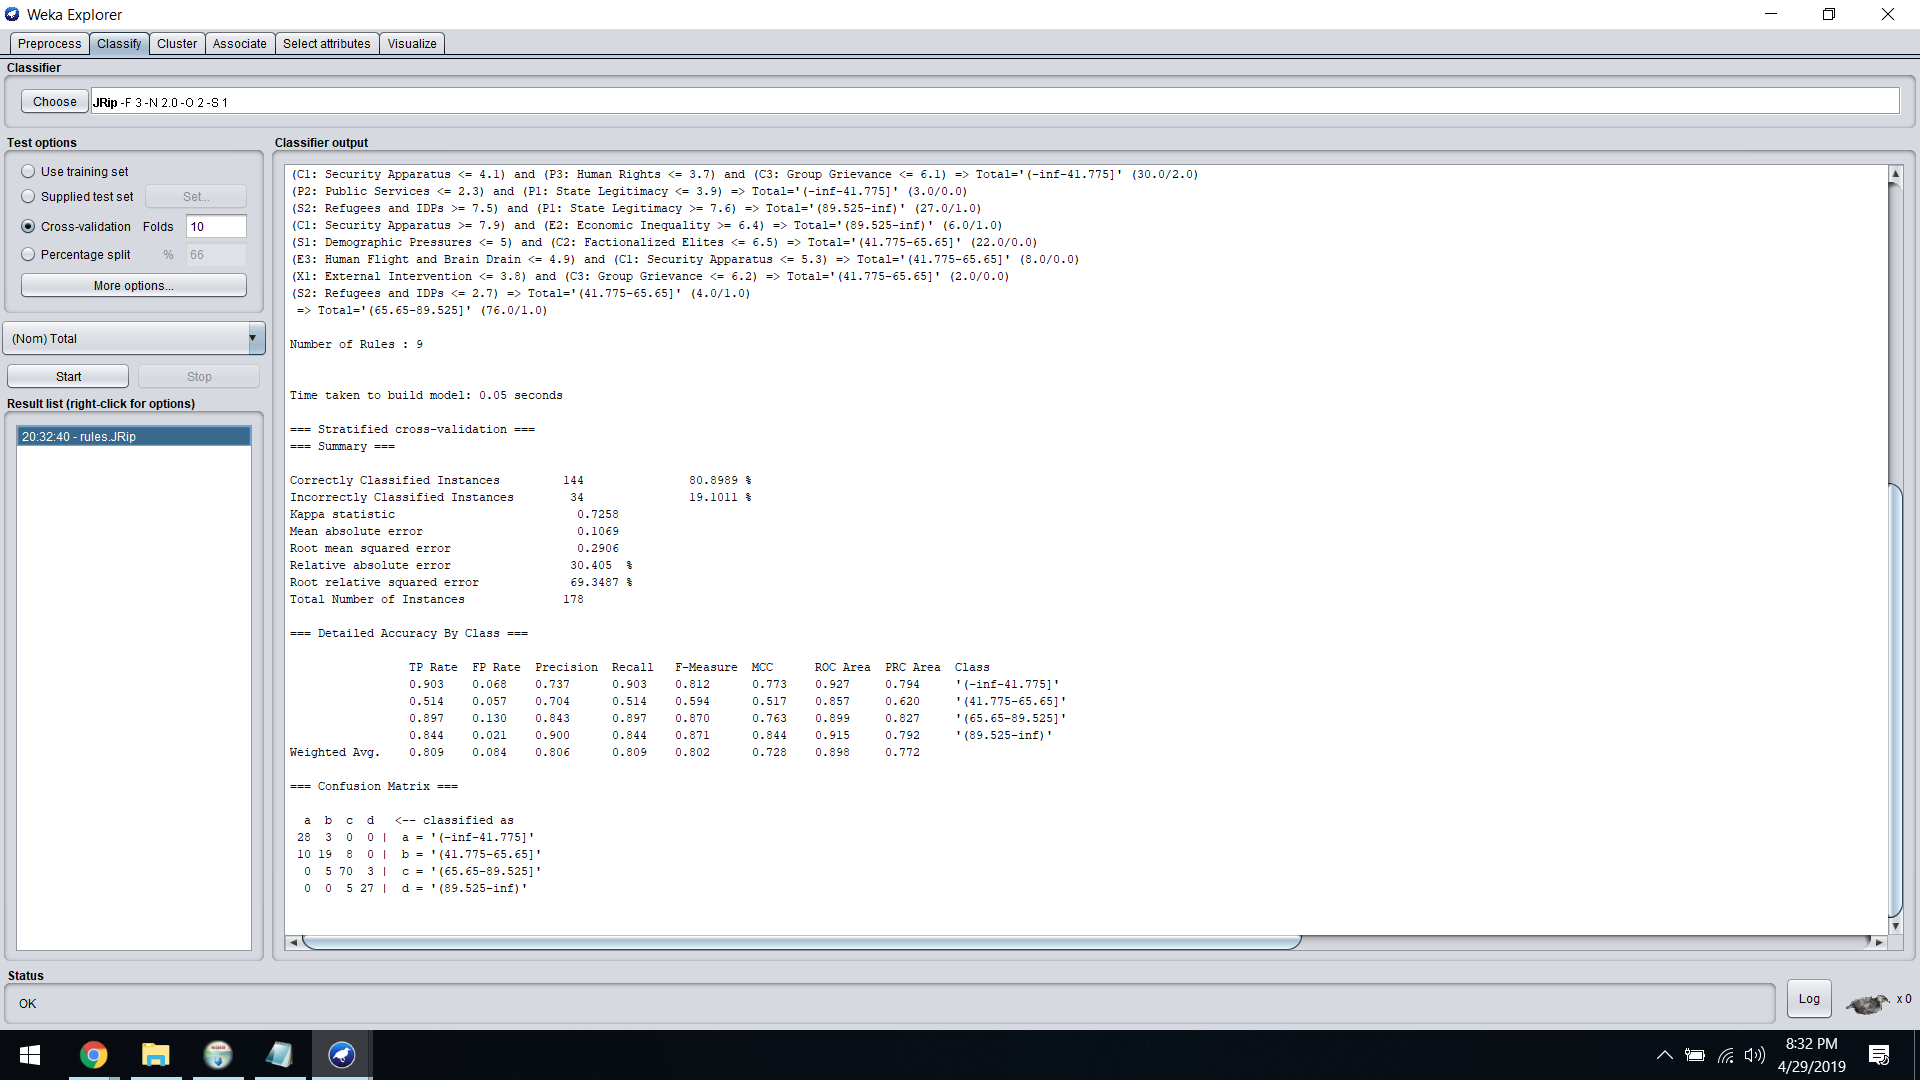 Weka Explorer
Preprocess Classify Cluster Associate Select attributes Visualize
Classifier
Choose JRip -F 3 -N 2.0 -O 2 -S 1
Test options
Use training set
Supplied test set Set...
Cross-validation Folds 10
Percentage split % 66
More options...
(Nom) Total
Start Stop
Result list (right-click for options)
20:32:40 - rules.JRip
Classifier output
(C1: Security Apparatus <= 4.1) and (P3: Human Rights <= 3.7) and (C3: Group Grievance <= 6.1) => Total='(-inf-41.775]' (30.0/2.0)
(P2: Public Services <= 2.3) and (P1: State Legitimacy <= 3.9) => Total='(-inf-41.775]' (3.0/0.0)
(S2: Refugees and IDPs >= 7.5) and (P1: State Legitimacy >= 7.6) => Total='(89.525-inf)' (27.0/1.0)
(C1: Security Apparatus >= 7.9) and (E2: Economic Inequality >= 6.4) => Total='(89.525-inf)' (6.0/1.0)
(S1: Demographic Pressures <= 5) and (C2: Factionalized Elites <= 6.5) => Total='(41.775-65.65]' (22.0/0.0)
(E3: Human Flight and Brain Drain <= 4.9) and (C1: Security Apparatus <= 5.3) => Total='(41.775-65.65]' (8.0/0.0)
(X1: External Intervention <= 3.8) and (C3: Group Grievance <= 6.2) => Total='(41.775-65.65]' (2.0/0.0)
(S2: Refugees and IDPs <= 2.7) => Total='(41.775-65.65]' (4.0/1.0)
=> Total='(65.65-89.525]' (76.0/1.0)
Number of Rules : 9
Time taken to build model: 0.05 seconds
=== Stratified cross-validation ===
=== Summary ===
Correctly Classified Instances 144 80.8989 %
Incorrectly Classified Instances 34 19.1011 %
Kappa statistic 0.7258
Mean absolute error 0.1069
Root mean squared error 0.2906
Relative absolute error 30.405 %
Root relative squared error 69.3487 %
Total Number of Instances 178
=== Detailed Accuracy By Class ===
TP Rate FP Rate Precision Recall F-Measure MCC ROC Area PRC Area Class
0.903 0.068 0.737 0.903 0.812 0.773 0.927 0.794 '(-inf-41.775]'
0.514 0.057 0.704 0.514 0.594 0.517 0.857 0.620 '(41.775-65.65]'
0.897 0.130 0.843 0.897 0.870 0.763 0.899 0.827 '(65.65-89.525]'
0.844 0.021 0.900 0.844 0.871 0.844 0.915 0.792 '(89.525-inf)'
Weighted Avg. 0.809 0.084 0.806 0.809 0.802 0.728 0.898 0.772
=== Confusion Matrix ===
a b c d <-- classified as
28 3 0 0 | a = '(-inf-41.775]'
10 19 8 0 | b = '(41.775-65.65]'
0 5 70 3 | c = '(65.65-89.525]'
0 0 5 27 | d = '(89.525-inf)'
Status
OK
Log x 0
8:32 PM
4/29/2019